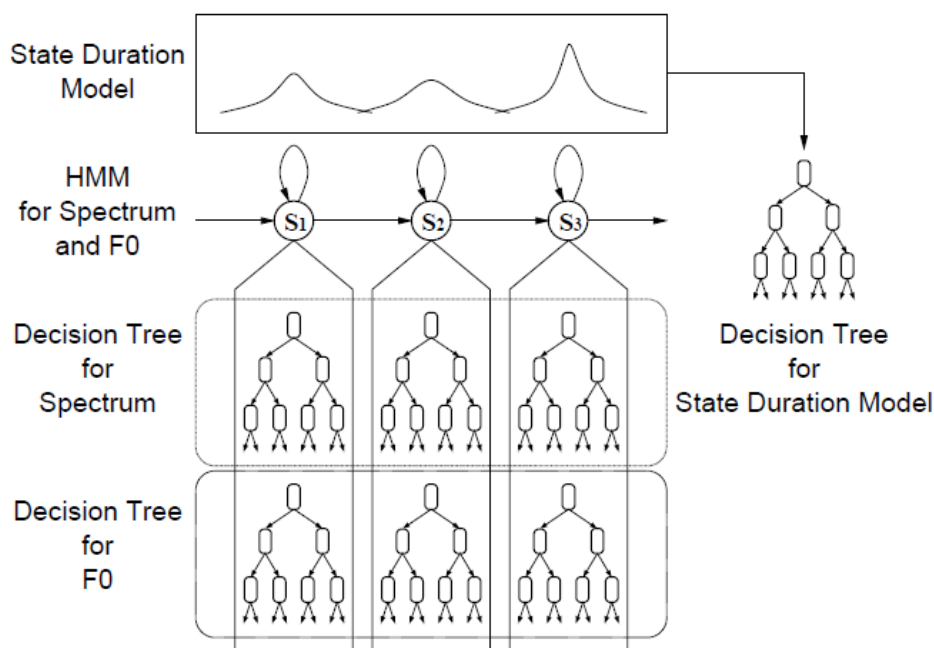 State Duration
Model
HMM
for Spectrum
and F0
S1
S2
S3
Decision Tree
for
Spectrum
Decision Tree
for
State Duration Model
Decision Tree
for
F0